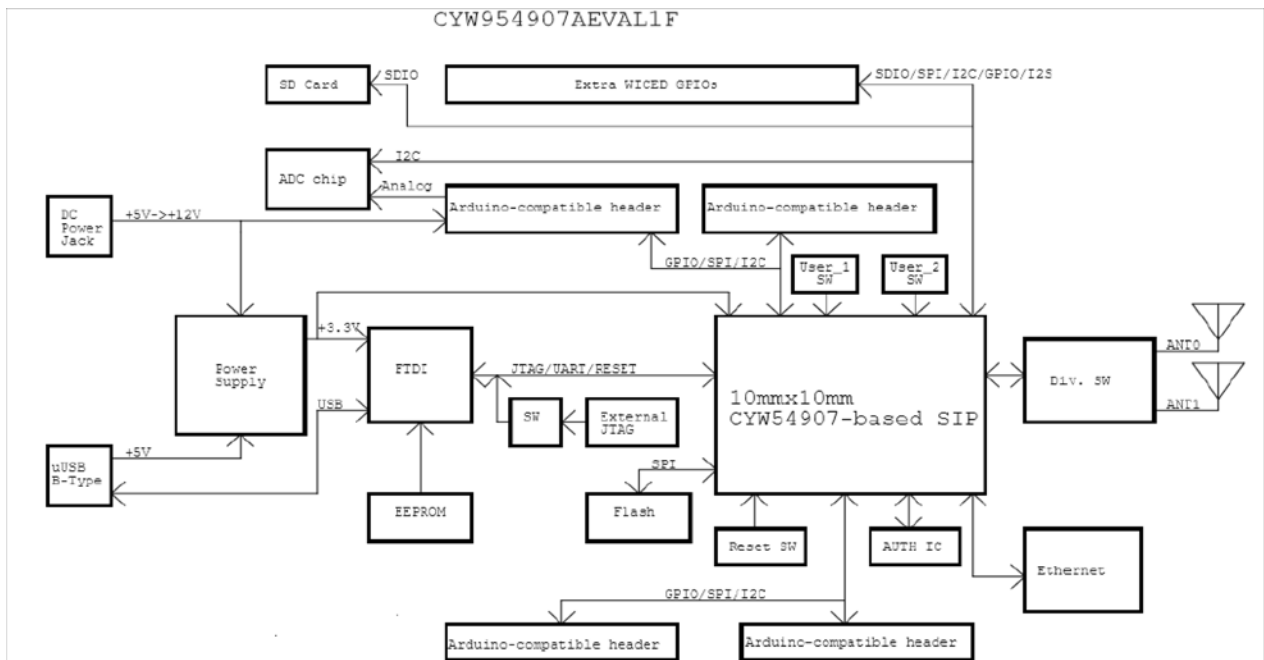 CYW954907AEVAL1F
SD Card
SDIO
Extra WICED GPIOs
SDIO/SPI/I2C/GPIO/I2S
I2C
ADC chip
Analog
DC
Power
Jack
+5V->+12V
Arduino-compatible header
Arduino-compatible header
GPIO/SPI/I2C
User_1
SW
User_2
SW
+3.3V
Power
Supply
FTDI
JTAG/UART/RESET
10mmx10mm
CYW54907-based SIP
Div. SW
ANT0
ANT1
USB
SW
External
JTAG
+5V
uUSB
B-Type
SPI
EEPROM
Flash
Reset SW
AUTH IC
Ethernet
GPIO/SPI/I2C
Arduino-compatible header
Arduino-compatible header